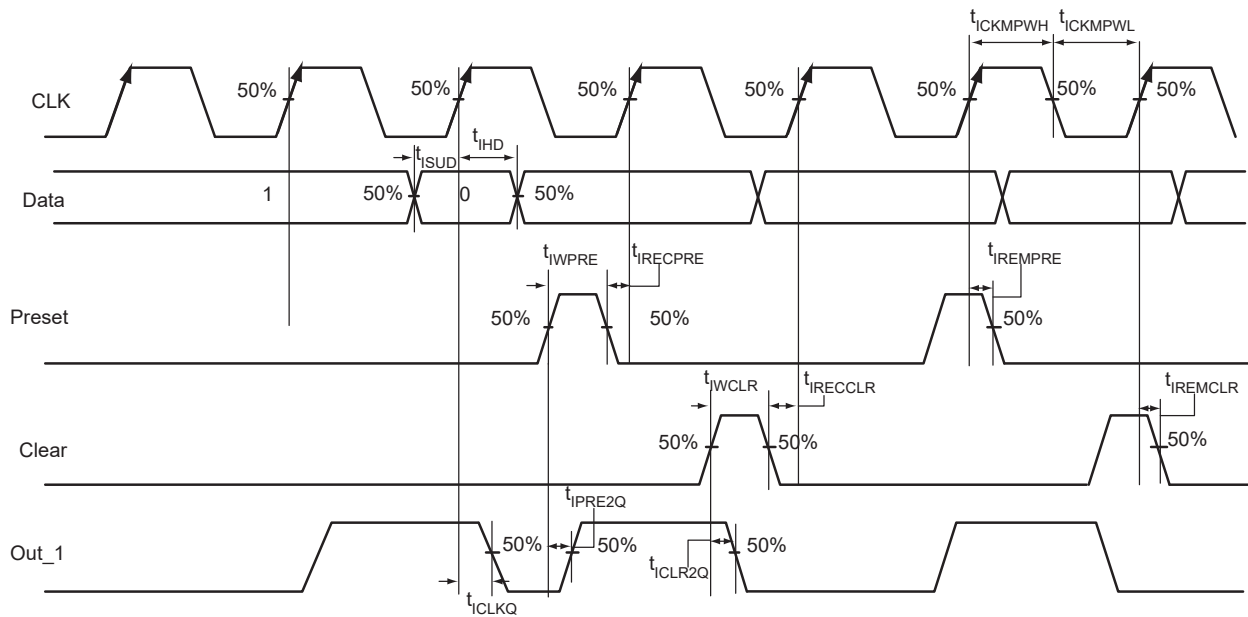 tICKMPWH tICKMPWL
CLK 50% 50% 50% 50% 50% 50% 50%
tISUD tIHD
Data 1 50% 0 50%
tIWPRE tIRECPRE tIREMPRE
Preset 50% 50% 50%
tIWCLR tIRECCLR tIREMCLR
Clear 50% 50% 50%
tIPRE2Q
Out_1 50% 50% 50%
tICLR2Q
tICLKQ